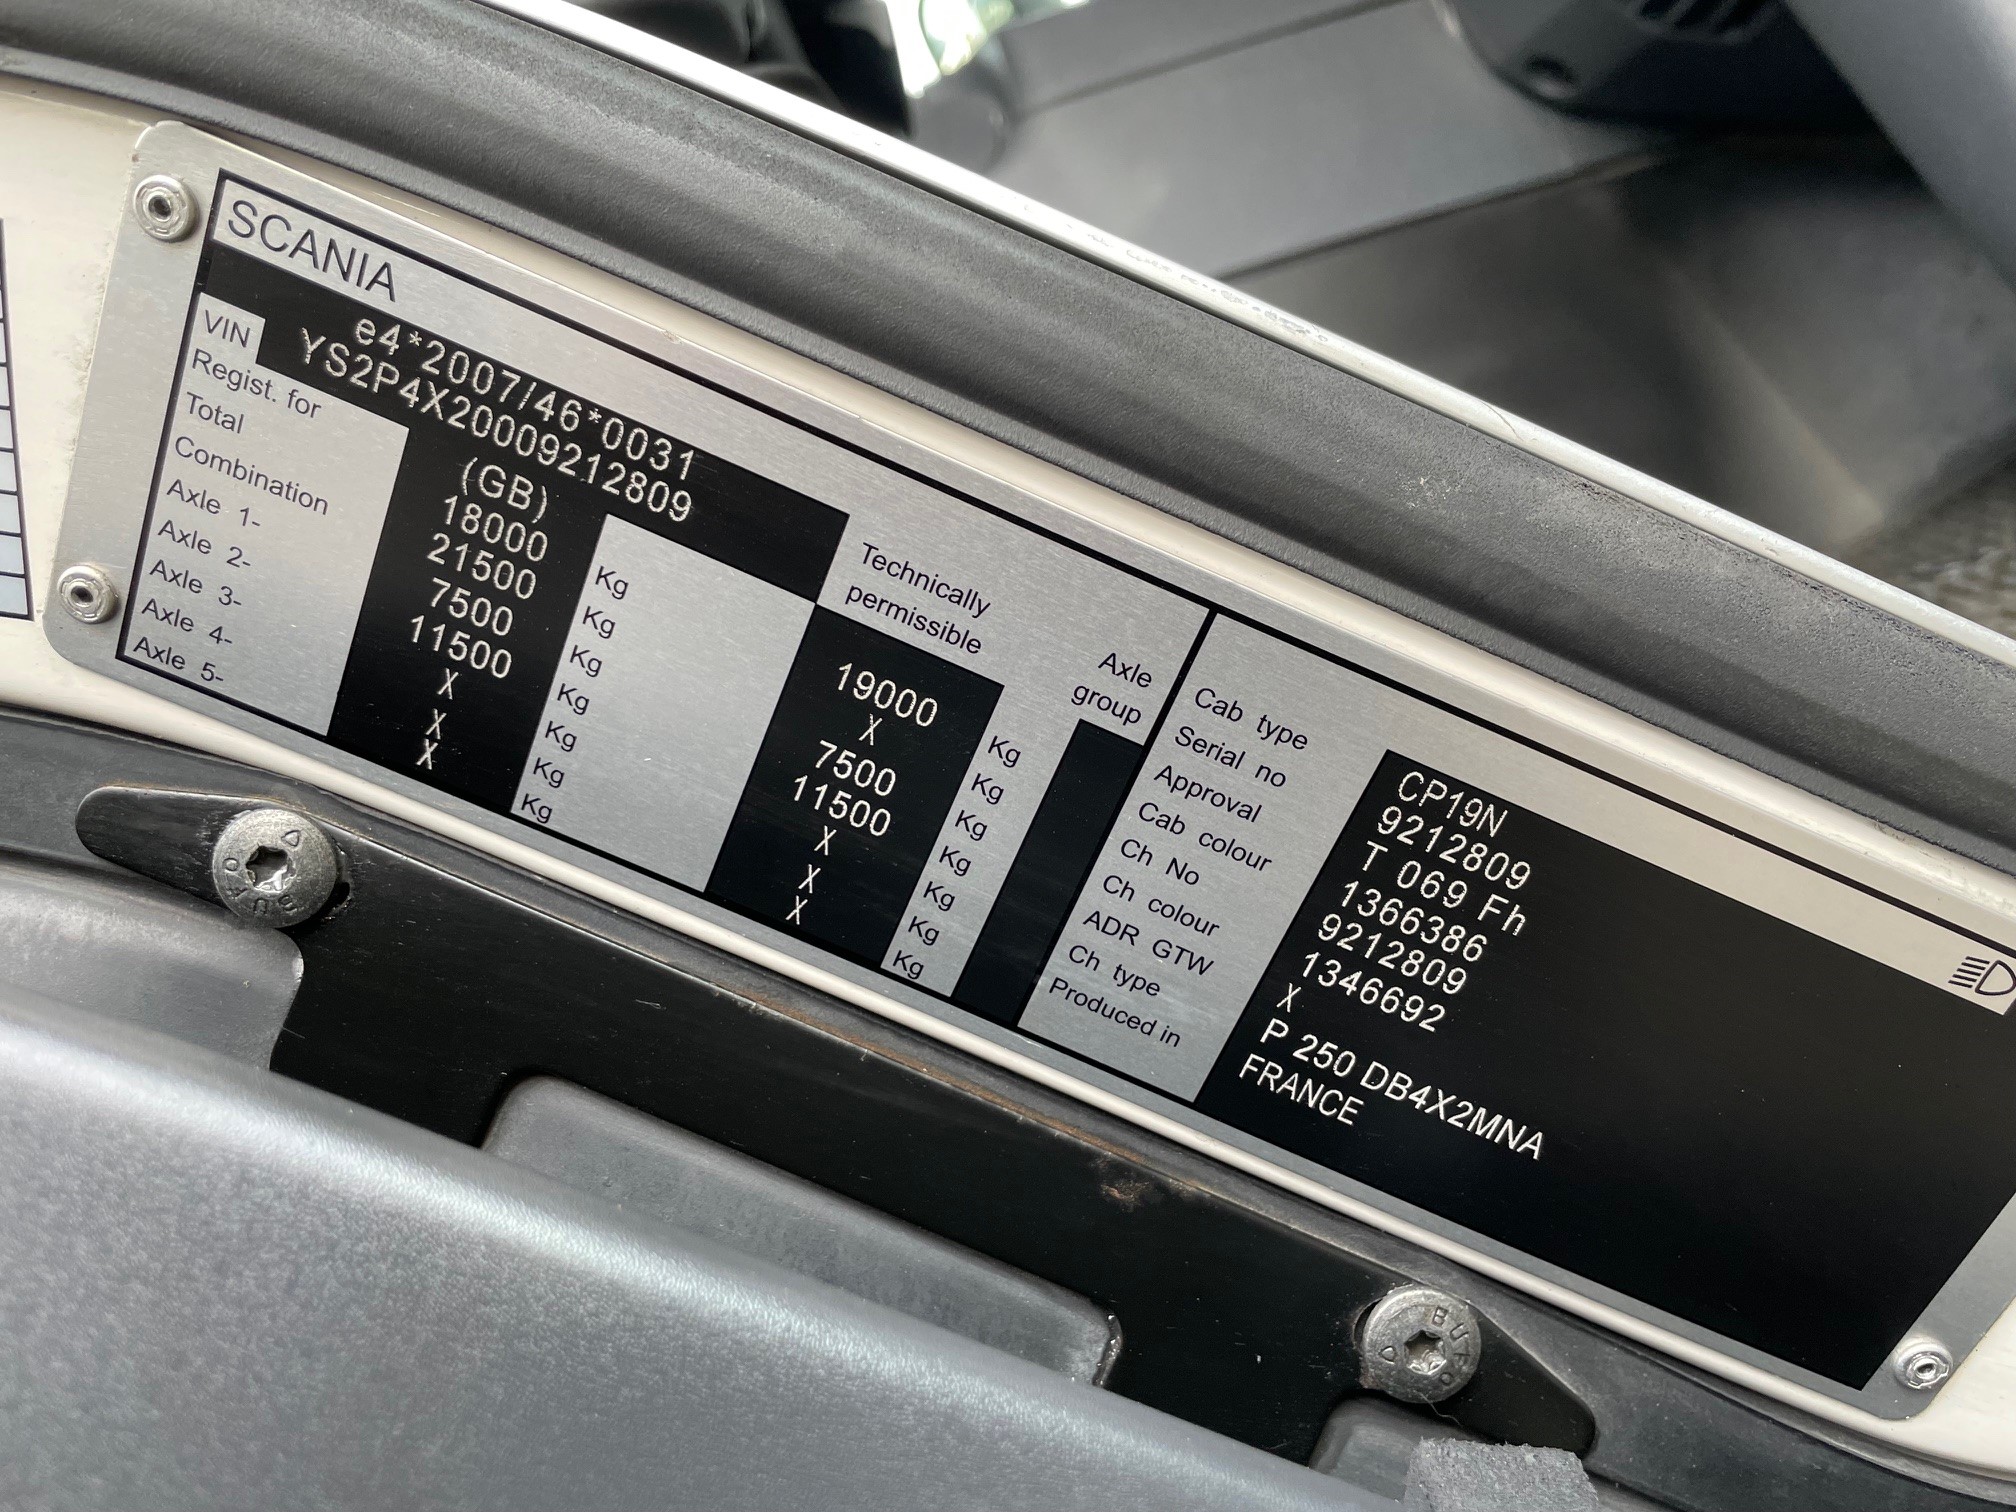 SCANIA
e4*2007/46*0031
VIN YS2P4X20009212809
Regist. for (GB)
Technically permissible
Axle group
Total 18000 Kg 19000 Kg
Combination 21500 Kg X Kg
Axle 1- 7500 Kg 7500 Kg
Axle 2- 11500 Kg 11500 Kg
Axle 3- X Kg X Kg
Axle 4- X Kg X Kg
Axle 5- X Kg X Kg
Cab type CP19N
Serial no 9212809
Approval T 069 Fh
Cab colour 1366386
Ch No 9212809
Ch colour 1346692
ADR GTW X
Ch type P 250 DB4X2MNA
Produced in FRANCE
BUFO
BUFO